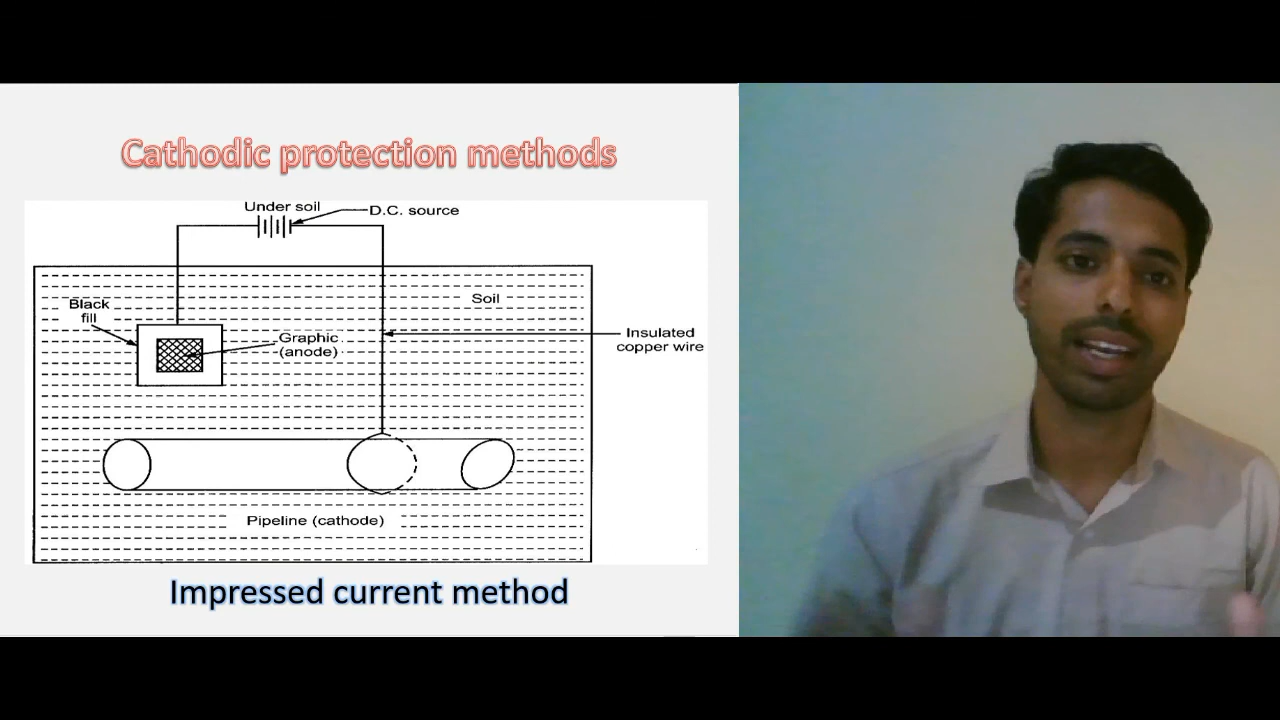 Cathodic protection methods
Under soil
D.C. source
Soil
Black
fill
Graphic
(anode)
Insulated
copper wire
Pipeline (cathode)
Impressed current method